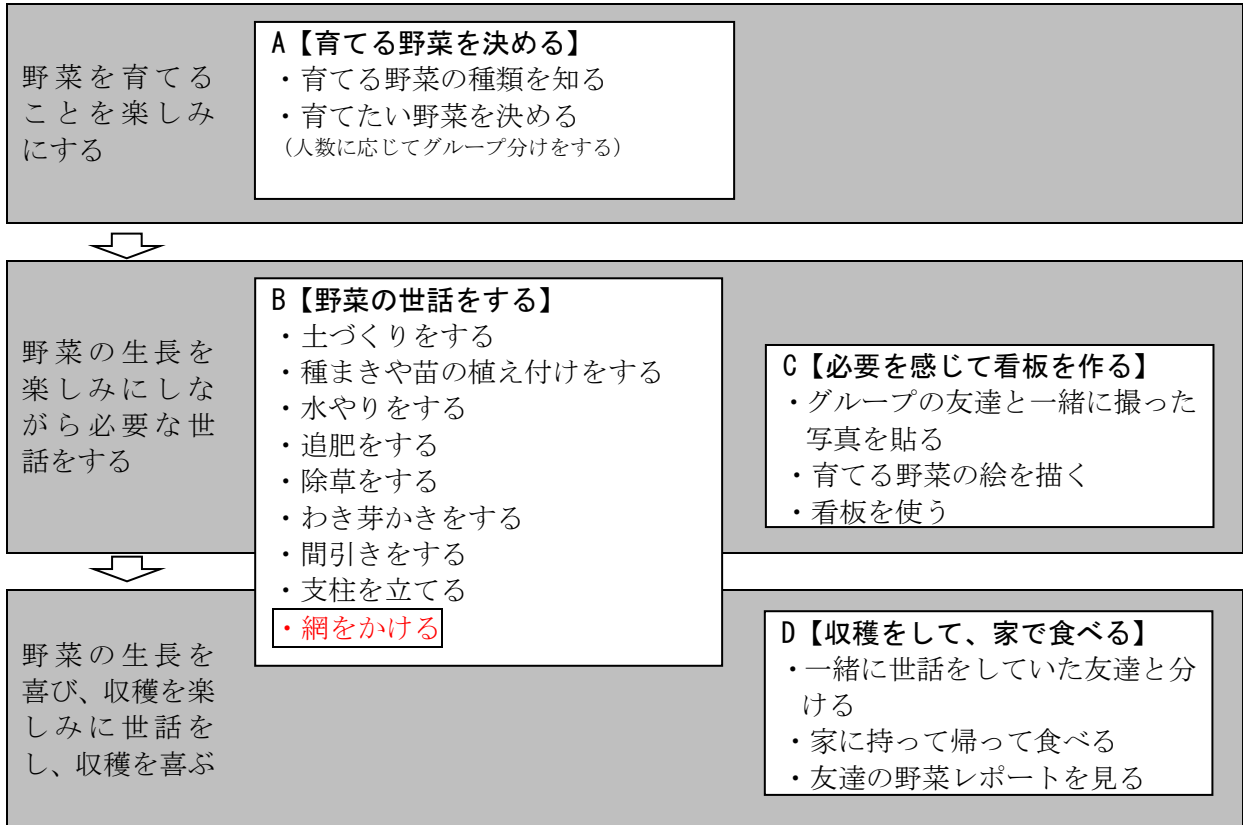 野菜を育てる
ことを楽しみ
にする
A【育てる野菜を決める】
・育てる野菜の種類を知る
・育てたい野菜を決める
（人数に応じてグループ分けをする）
野菜の生長を
楽しみにしな
がら必要な世
話をする
B【野菜の世話をする】
・土づくりをする
・種まきや苗の植え付けをする
・水やりをする
・追肥をする
・除草をする
・わき芽かきをする
・間引きをする
・支柱を立てる
・網をかける
C【必要を感じて看板を作る】
・グループの友達と一緒に撮った
写真を貼る
・育てる野菜の絵を描く
・看板を使う
野菜の生長を
喜び、収穫を楽
しみに世話を
し、収穫を喜ぶ
D【収穫をして、家で食べる】
・一緒に世話をしていた友達と分
ける
・家に持って帰って食べる
・友達の野菜レポートを見る